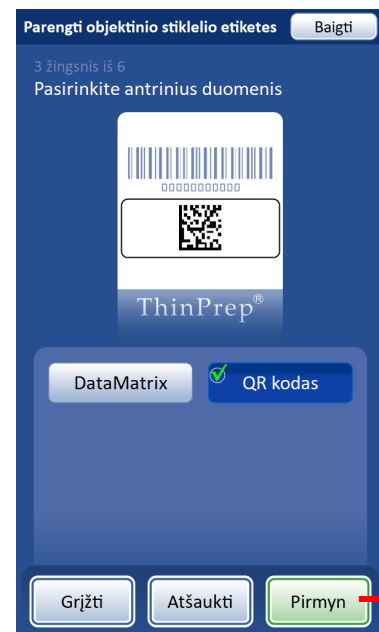 Parengti objektinio stiklelio etiketes Baigti
3 žingsnis iš 6
Pasirinkite antrinius duomenis
00000000000
ThinPrep®
DataMatrix QR kodas
Grįžti Atšaukti Pirmyn